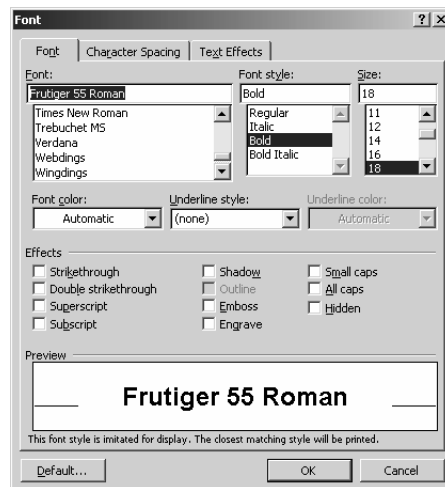 Font
Font Character Spacing Text Effects
Font: Font style: Size:
Frutiger 55 Roman Bold 18
Times New Roman Regular 11
Trebuchet MS Italic 12
Verdana Bold 14
Webdings Bold Italic 16
Wingdings 18
Font color: Underline style: Underline color:
Automatic (none) Automatic
Effects
Strikethrough Shadow Small caps
Double strikethrough Outline All caps
Superscript Emboss Hidden
Subscript Engrave
Preview
Frutiger 55 Roman
This font style is imitated for display. The closest matching style will be printed.
Default... OK Cancel